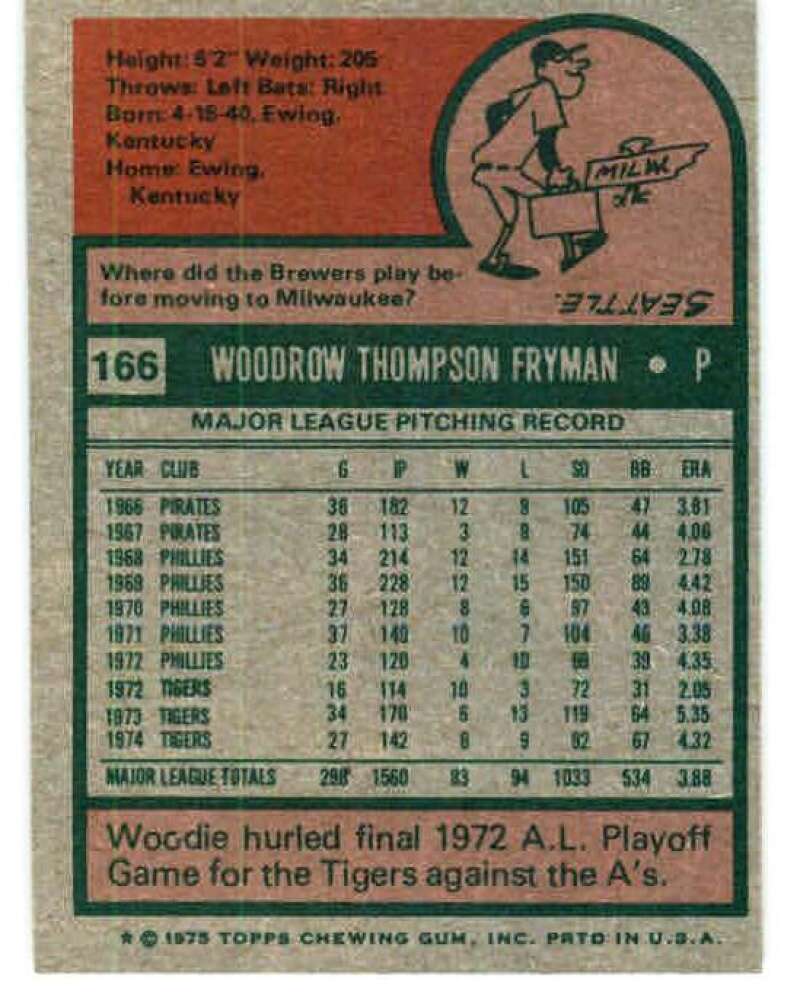 Height: 6'2" Weight: 205
Throws: Left Bats: Right
Born: 4-15-40, Ewing,
Kentucky
Home: Ewing,
Kentucky
MILW
Where did the Brewers play be-
fore moving to Milwaukee?
SEATTLE.
166 WOODROW THOMPSON FRYMAN • P
MAJOR LEAGUE PITCHING RECORD
YEAR CLUB G IP W L SO BB ERA
1966 PIRATES 36 182 12 9 105 47 3.81
1967 PIRATES 28 113 3 8 74 44 4.06
1968 PHILLIES 34 214 12 14 151 64 2.78
1969 PHILLIES 36 228 12 15 150 89 4.42
1970 PHILLIES 27 128 8 6 97 43 4.08
1971 PHILLIES 37 149 10 7 104 46 3.38
1972 PHILLIES 23 120 4 10 69 39 4.35
1972 TIGERS 16 114 10 3 72 31 2.05
1973 TIGERS 34 170 6 13 119 64 5.35
1974 TIGERS 27 142 6 9 92 67 4.32
MAJOR LEAGUE TOTALS 298 1560 83 94 1033 534 3.88
Woodie hurled final 1972 A.L. Playoff
Game for the Tigers against the A's.
* © 1975 TOPPS CHEWING GUM, INC. PRTD IN U.S.A.